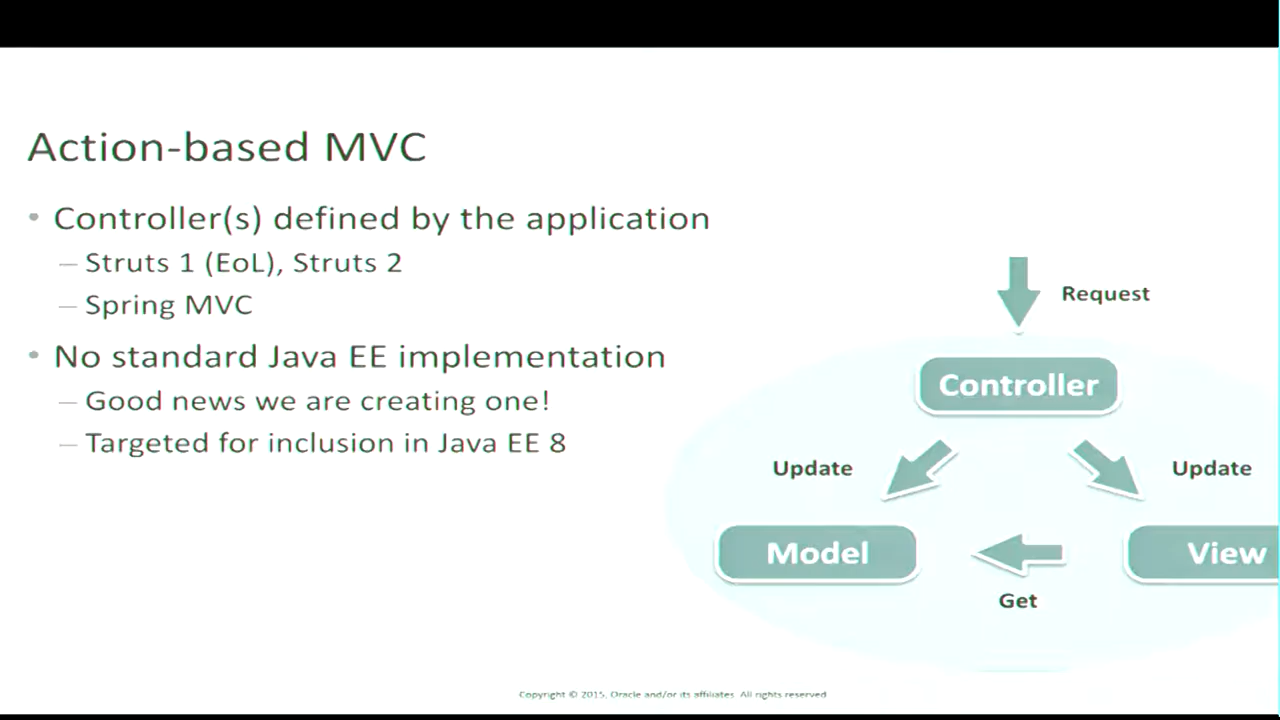 Action-based MVC
• Controller(s) defined by the application
– Struts 1 (EoL), Struts 2
– Spring MVC
• No standard Java EE implementation
– Good news we are creating one!
– Targeted for inclusion in Java EE 8
Request
Controller
Update
Update
Model
View
Get
Copyright © 2015, Oracle and/or its affiliates. All rights reserved